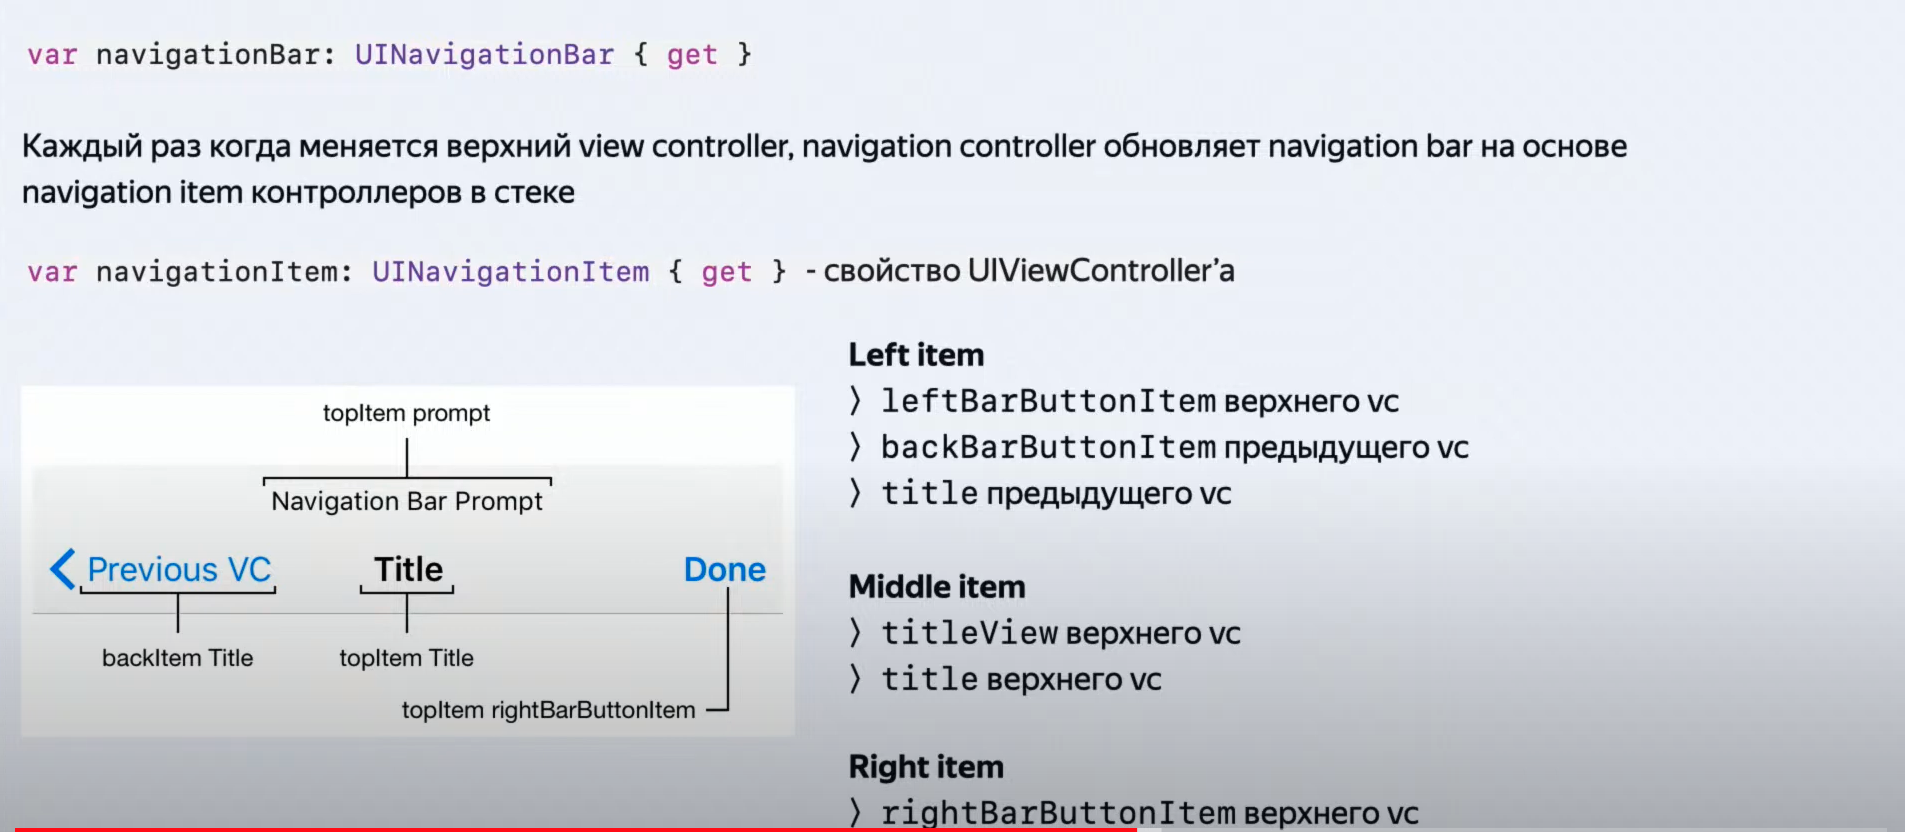 var navigationBar: UINavigationBar { get }
Каждый раз когда меняется верхний view controller, navigation controller обновляет navigation bar на основе
navigation item контроллеров в стеке
var navigationItem: UINavigationItem { get } - свойство UIViewController’а
topItem prompt
Navigation Bar Prompt
Previous VC
Title
Done
backItem Title
topItem Title
topItem rightBarButtonItem
Left item
〉 leftBarButtonItem верхнего vc
〉 backBarButtonItem предыдущего vc
〉 title предыдущего vc
Middle item
〉 titleView верхнего vc
〉 title верхнего vc
Right item
〉 rightBarButtonItem верхнего vc